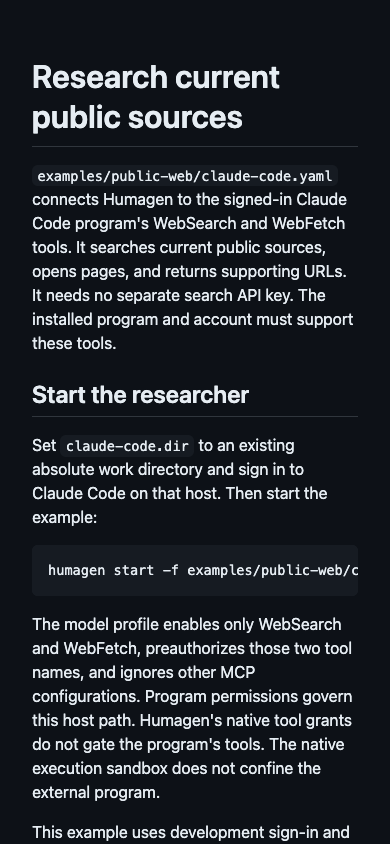 Research current
public sources
examples/public-web/claude-code.yaml
connects Humagen to the signed-in Claude
Code program's WebSearch and WebFetch
tools. It searches current public sources,
opens pages, and returns supporting URLs.
It needs no separate search API key. The
installed program and account must support
these tools.
Start the researcher
Set claude-code.dir to an existing
absolute work directory and sign in to
Claude Code on that host. Then start the
example:
humagen start -f examples/public-web/c
The model profile enables only WebSearch
and WebFetch, preauthorizes those two tool
names, and ignores other MCP
configurations. Program permissions govern
this host path. Humagen's native tool grants
do not gate the program's tools. The native
execution sandbox does not confine the
external program.
This example uses development sign-in and